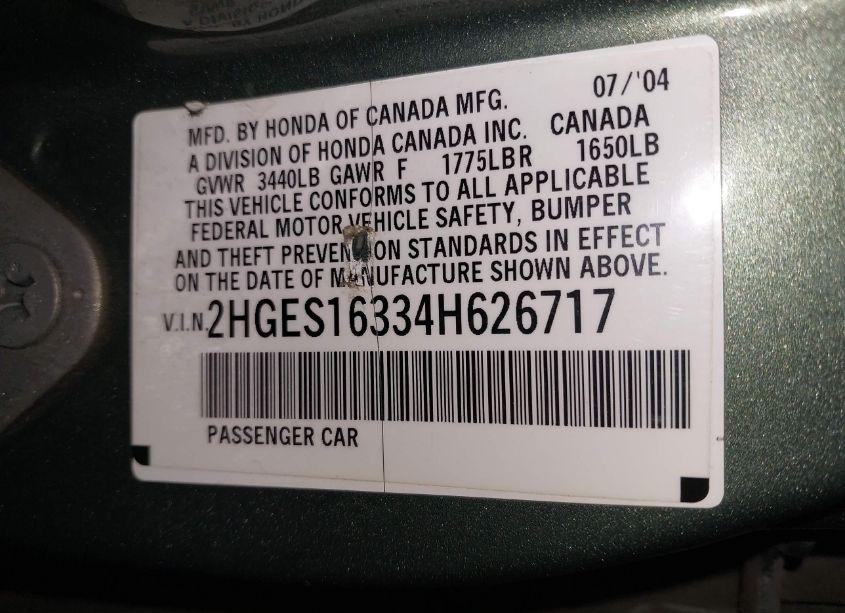 MFD. BY HONDA OF CANADA MFG. 07/'04
A DIVISION OF HONDA CANADA INC. CANADA
GVWR 3440LB GAWR F 1775LBR 1650LB
THIS VEHICLE CONFORMS TO ALL APPLICABLE
FEDERAL MOTOR VEHICLE SAFETY, BUMPER
AND THEFT PREVENTION STANDARDS IN EFFECT
ON THE DATE OF MANUFACTURE SHOWN ABOVE.
V.I.N. 2HGES16334H626717
PASSENGER CAR